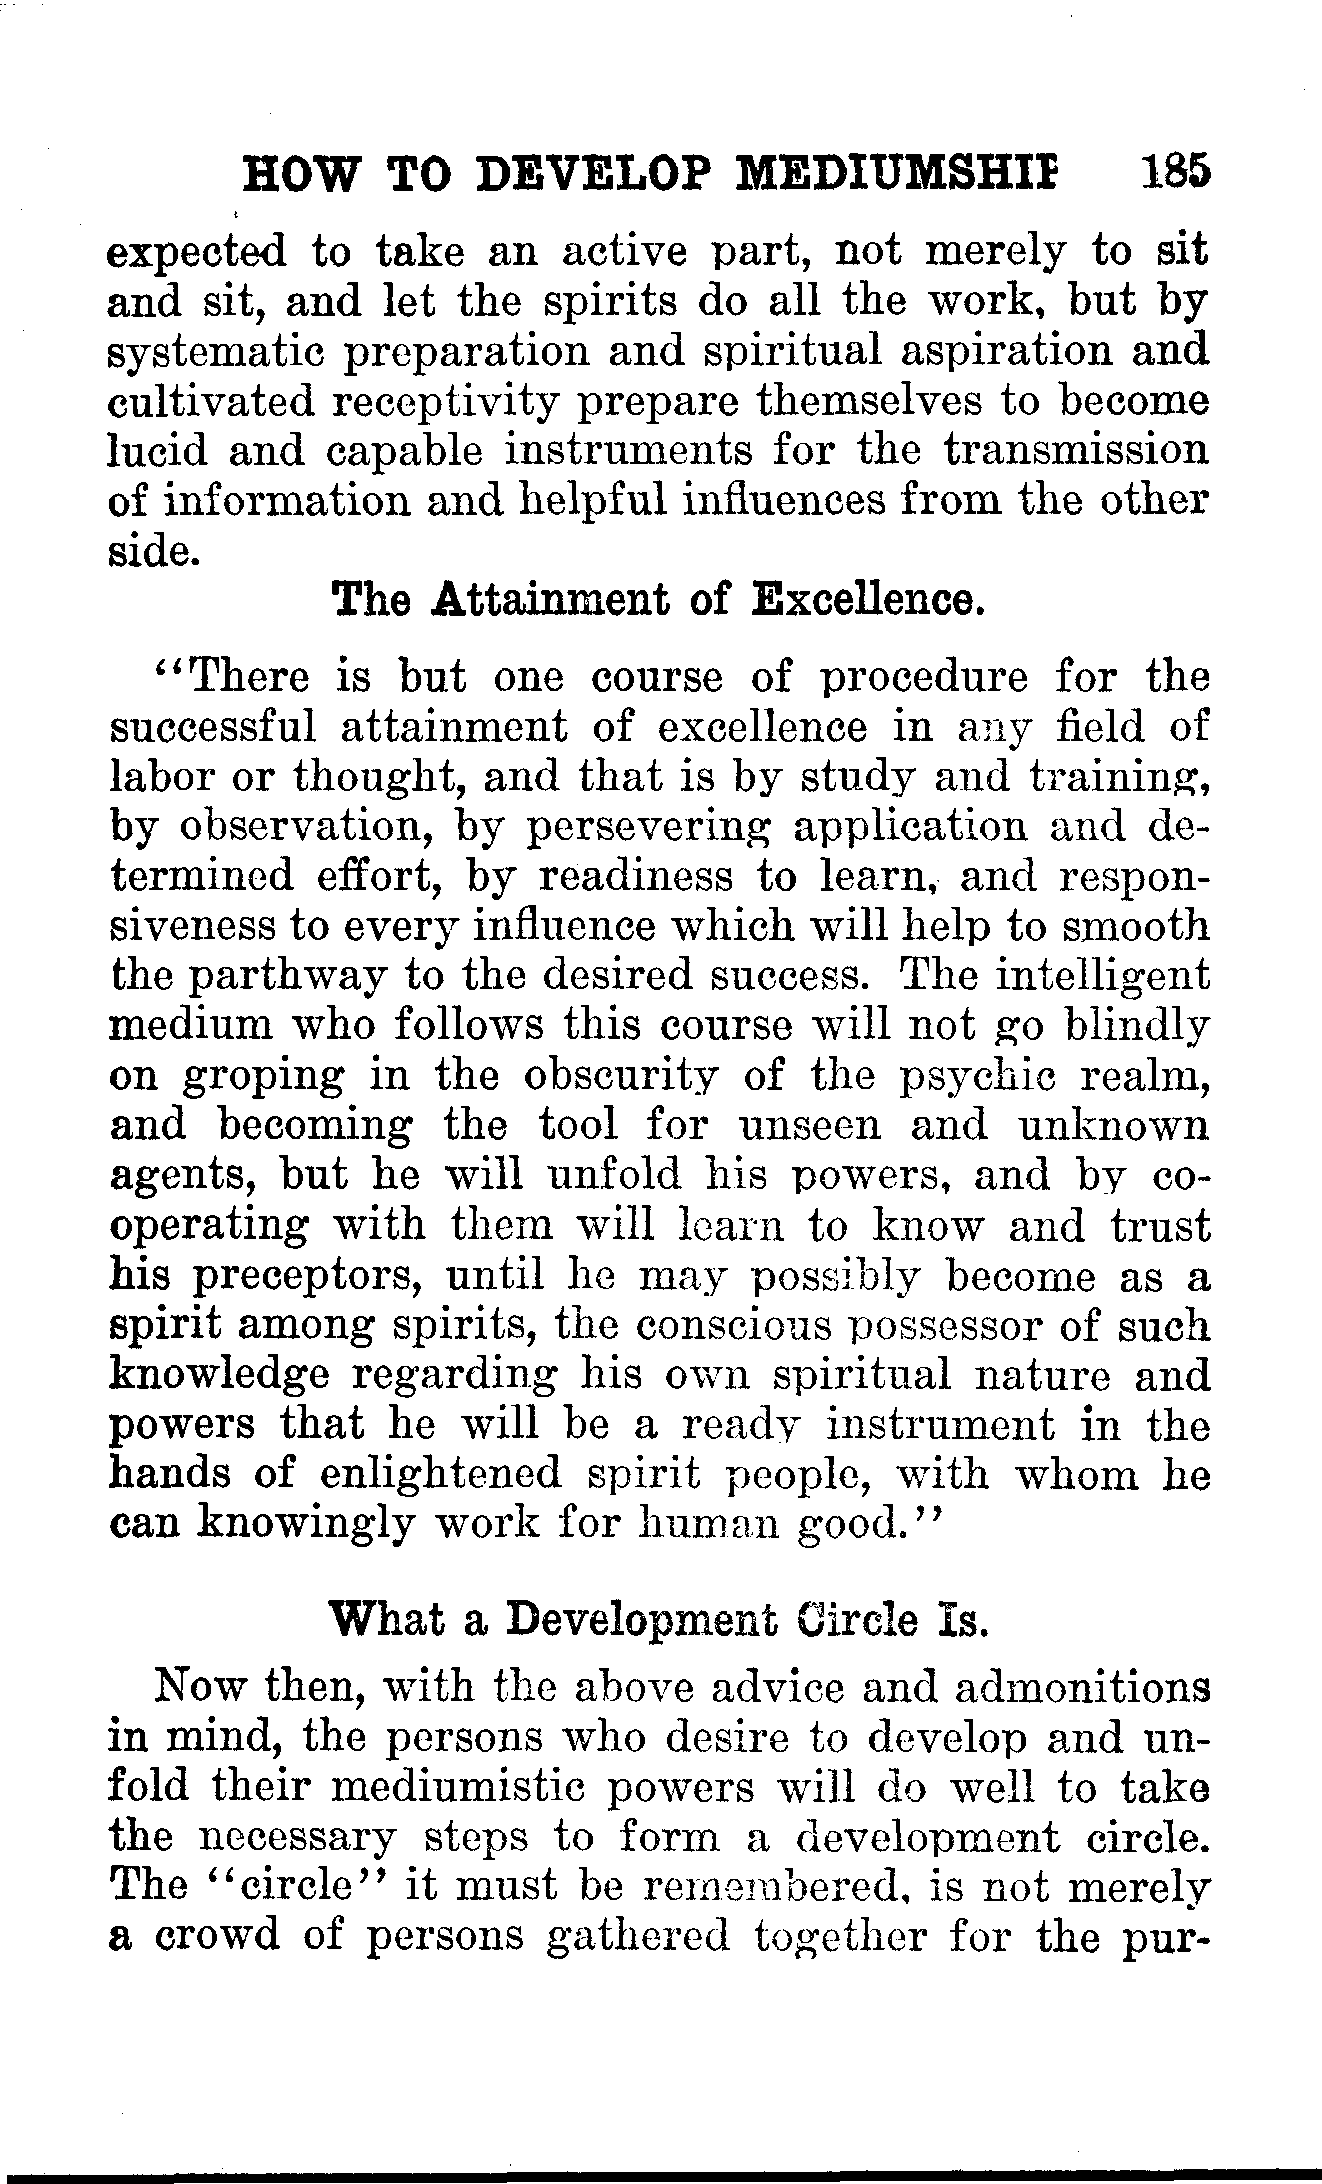 HOW TO DEVELOP MEDIUMSHIP 185
expected to take an active part, not merely to sit
and sit, and let the spirits do all the work, but by
systematic preparation and spiritual aspiration and
cultivated receptivity prepare themselves to become
lucid and capable instruments for the transmission
of information and helpful influences from the other
side.
The Attainment of Excellence.
“There is but one course of procedure for the
successful attainment of excellence in any field of
labor or thought, and that is by study and training,
by observation, by persevering application and de-
termined effort, by readiness to learn, and respon-
siveness to every influence which will help to smooth
the parthway to the desired success. The intelligent
medium who follows this course will not go blindly
on groping in the obscurity of the psychic realm,
and becoming the tool for unseen and unknown
agents, but he will unfold his powers, and by co-
operating with them will learn to know and trust
his preceptors, until he may possibly become as a
spirit among spirits, the conscious possessor of such
knowledge regarding his own spiritual nature and
powers that he will be a ready instrument in the
hands of enlightened spirit people, with whom he
can knowingly work for human good.”
What a Development Circle Is.
Now then, with the above advice and admonitions
in mind, the persons who desire to develop and un-
fold their mediumistic powers will do well to take
the necessary steps to form a development circle.
The “circle” it must be remembered, is not merely
a crowd of persons gathered together for the pur-